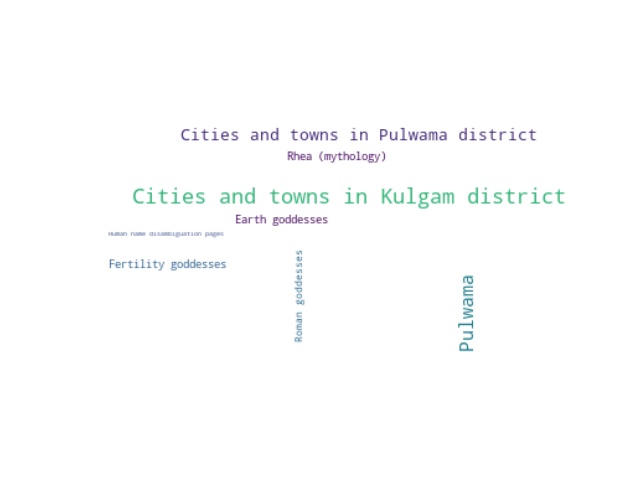 Cities and towns in Pulwama district
Rhea (mythology)
Cities and towns in Kulgam district
Earth goddesses
Human name disambiguation pages
Fertility goddesses
Roman goddesses
Pulwama